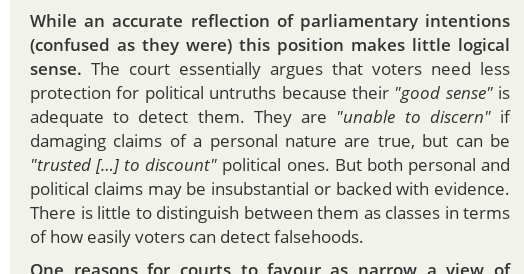 While an accurate reflection of parliamentary intentions
(confused as they were) this position makes little logical
sense. The court essentially argues that voters need less
protection for political untruths because their "good sense" is
adequate to detect them. They are "unable to discern" if
damaging claims of a personal nature are true, but can be
"trusted [...] to discount" political ones. But both personal and
political claims may be insubstantial or backed with evidence.
There is little to distinguish between them as classes in terms
of how easily voters can detect falsehoods.
One reasons for courts to favour as narrow a view of